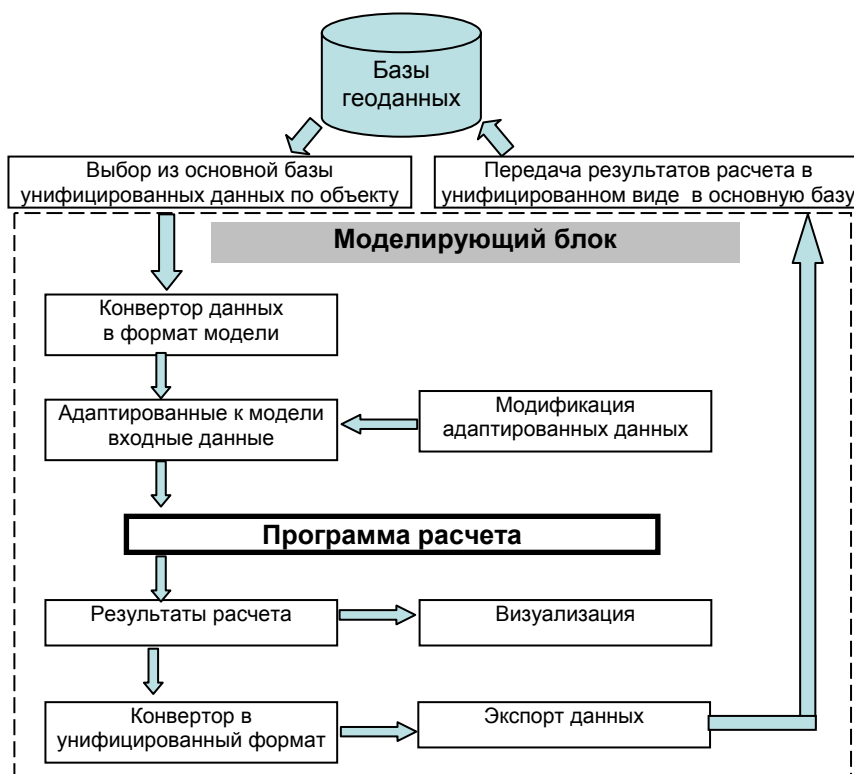 Базы
геоданных
Выбор из основной базы
унифицированных данных по объекту
Передача результатов расчета в
унифицированном виде в основную базу
Моделирующий блок
Конвертор данных
в формат модели
Адаптированные к модели
входные данные
Модификация
адаптированных данных
Программа расчета
Результаты расчета
Визуализация
Конвертор в
унифицированный формат
Экспорт данных